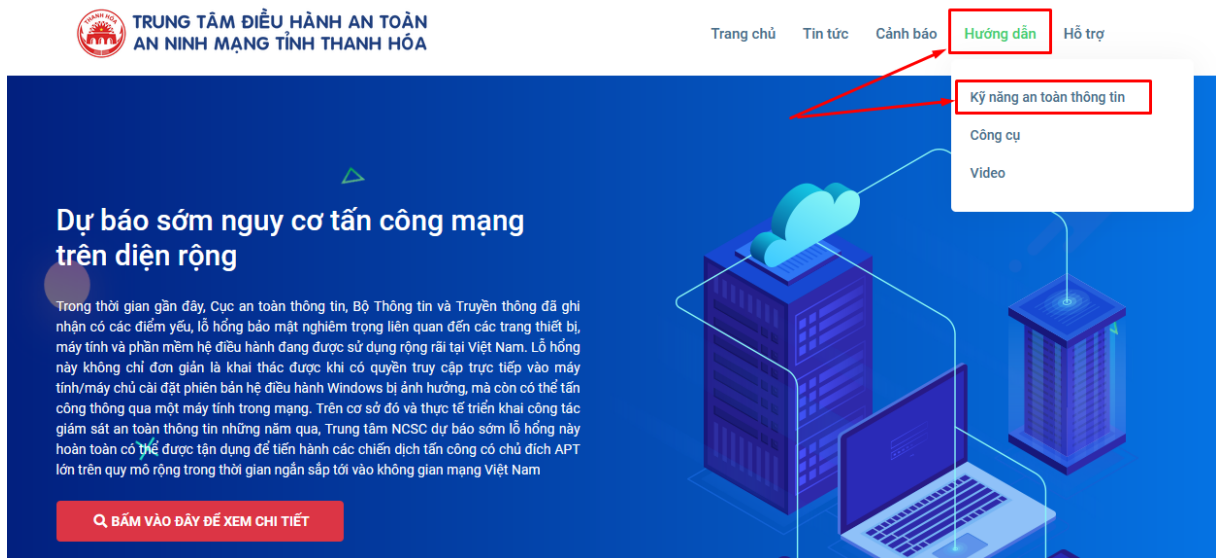 THANH HÓA
TRUNG TÂM ĐIỀU HÀNH AN TOÀN
AN NINH MẠNG TỈNH THANH HÓA
Trang chủ Tin tức Cảnh báo Hướng dẫn Hỗ trợ
Kỹ năng an toàn thông tin
Công cụ
Video
Dự báo sớm nguy cơ tấn công mạng
trên diện rộng
Trong thời gian gần đây, Cục an toàn thông tin, Bộ Thông tin và Truyền thông đã ghi
nhận có các điểm yếu, lỗ hổng bảo mật nghiêm trọng liên quan đến các trang thiết bị,
máy tính và phần mềm hệ điều hành đang được sử dụng rộng rãi tại Việt Nam. Lỗ hổng
này không chỉ đơn giản là khai thác được khi có quyền truy cập trực tiếp vào máy
tính/máy chủ cài đặt phiên bản hệ điều hành Windows bị ảnh hưởng, mà còn có thể tấn
công thông qua một máy tính trong mạng. Trên cơ sở đó và thực tế triển khai công tác
giám sát an toàn thông tin những năm qua, Trung tâm NCSC dự báo sớm lỗ hổng này
hoàn toàn có thể được tận dụng để tiến hành các chiến dịch tấn công có chủ đích APT
lớn trên quy mô rộng trong thời gian ngắn sắp tới vào không gian mạng Việt Nam
BẤM VÀO ĐÂY ĐỂ XEM CHI TIẾT